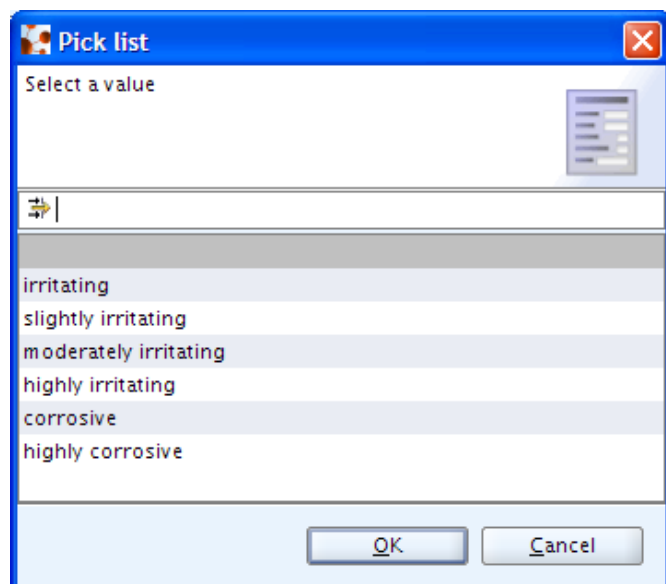 Pick list
Select a value
irritating
slightly irritating
moderately irritating
highly irritating
corrosive
highly corrosive
OK
Cancel